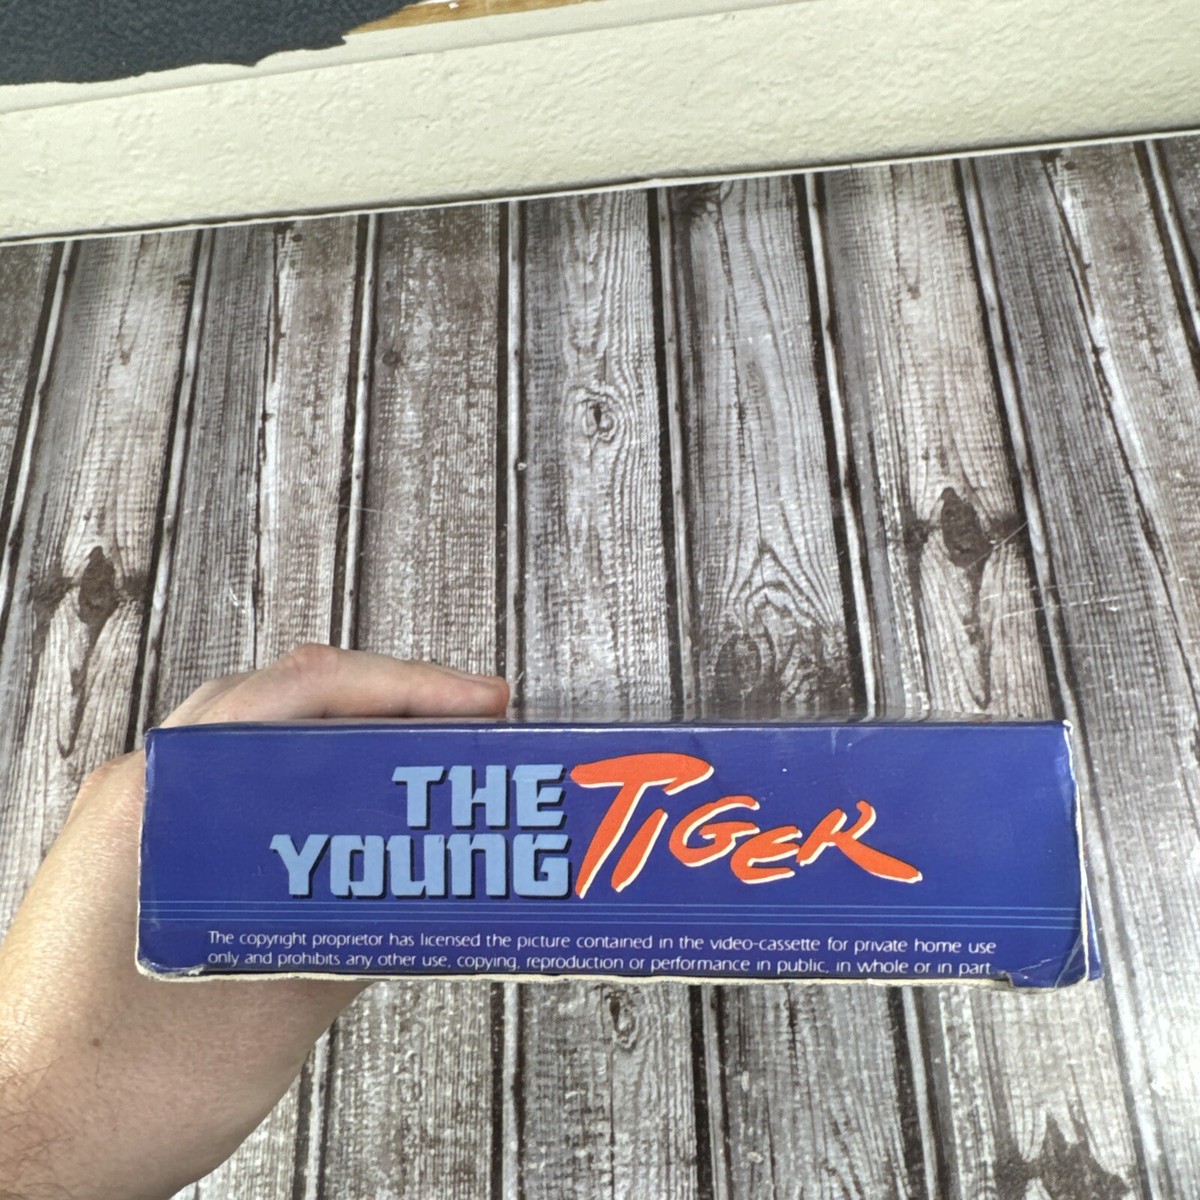 THE
YOUNG TIGER
The copyright proprietor has licensed the picture contained in the video-cassette for private home use
only and prohibits any other use, copying, reproduction or performance in public, in whole or in part